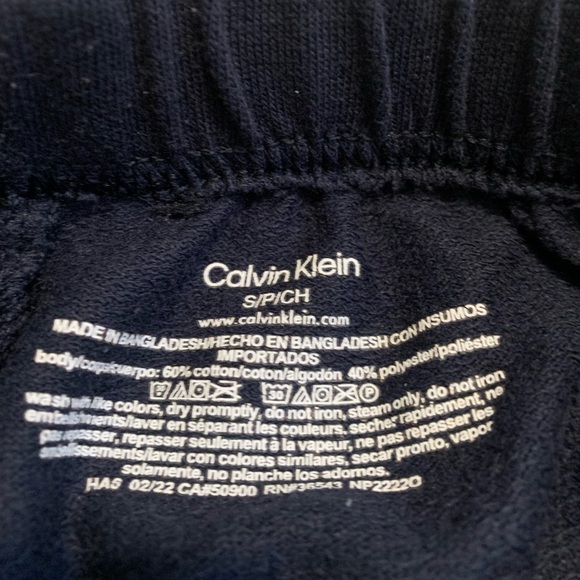 Calvin Klein
S/P/CH
www.calvinklein.com
MADE IN BANGLADESH/HECHO EN BANGLADESH CON INSUMOS
IMPORTADOS
body/corps/cuerpo: 60% cotton/coton/algodón 40% polyester/poliéster
30 P
wash with like colors, dry promptly, do not iron, steam only, do not iron
embellishments/laver en séparant les couleurs. secher rapidement, ne
pas repasser, repasser seulement à la vapeur, ne pas repasser les
/lavar con colores similares, secar pronto, vapor
solamente, no planche los adornos.
HAS 02/22 CA#50900 RN#36543 NP2222O